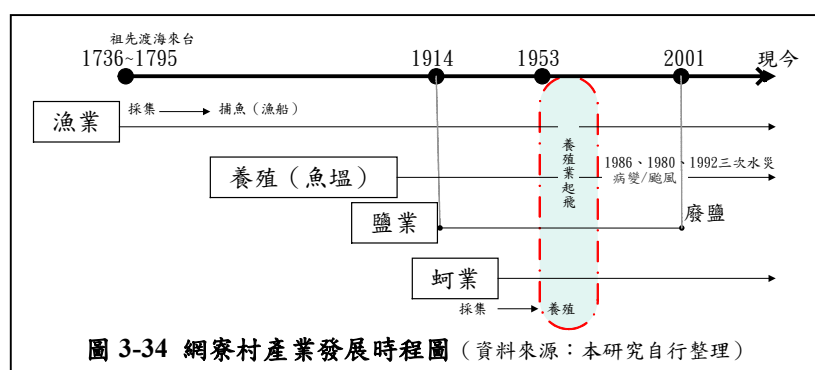 祖先渡海來台
1736~1795 1914 1953 2001 現今
漁業 採集 捕魚（漁船）
養殖業起飛
養殖（魚塭） 1986、1980、1992三次水災
病變/颱風
鹽業 廢鹽
蚵業
採集 養殖
圖 3-34 網寮村產業發展時程圖（資料來源：本研究自行整理）